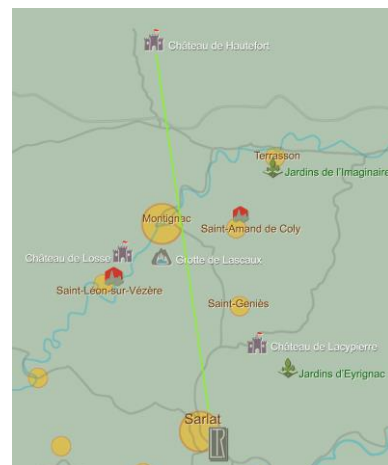 Château de Hautefort
Terrasson
Jardins de l'Imaginaire
Montignac
Saint-Amand de Coly
Château de Losse
Grotte de Lascaux
Saint-Léon-sur-Vézère
Saint-Geniès
Château de Lacypierre
Jardins d'Eyrignac
Sarlat
R